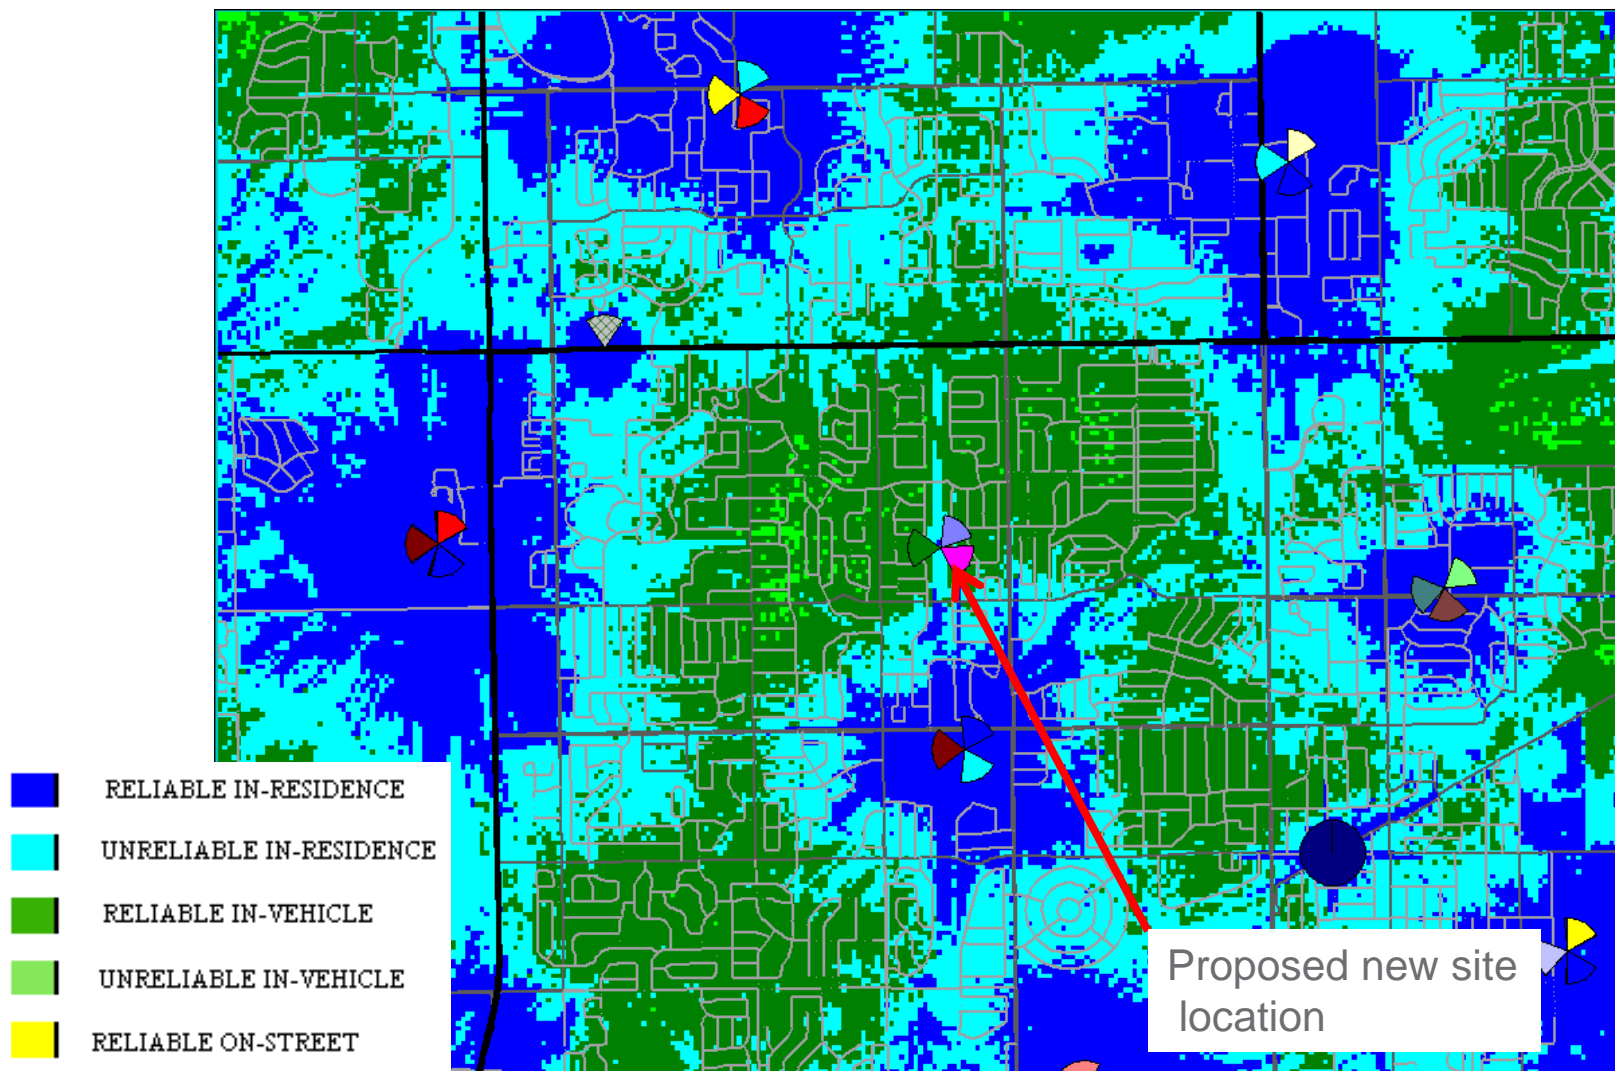 RELIABLE IN-RESIDENCE
UNRELIABLE IN-RESIDENCE
RELIABLE IN-VEHICLE
UNRELIABLE IN-VEHICLE
RELIABLE ON-STREET
Proposed new site
location